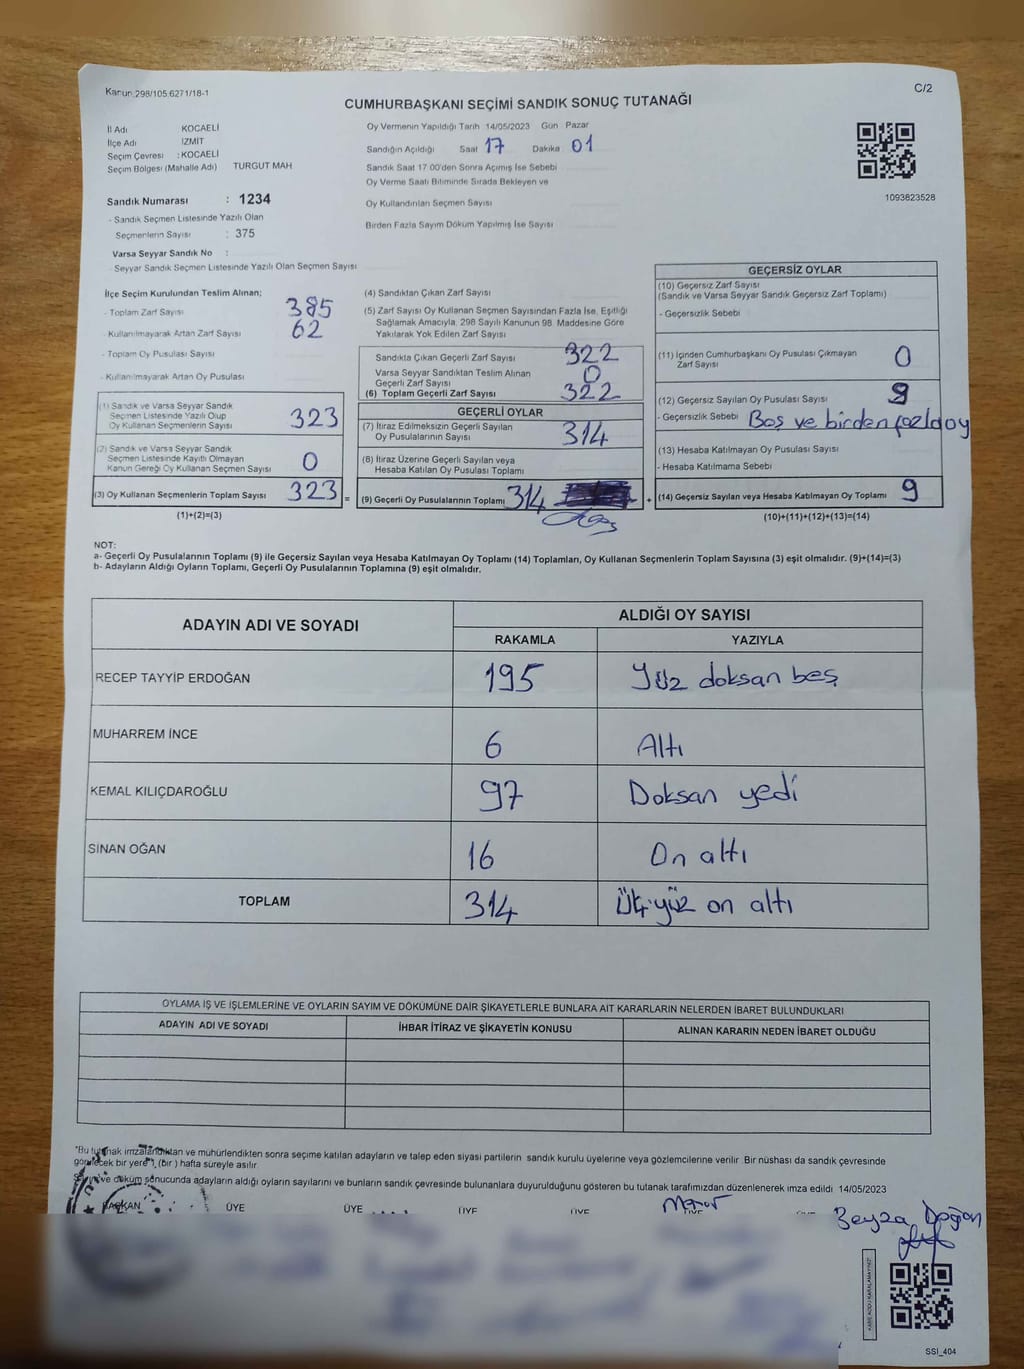 Kanun.298/105.6271/18-1
C/2
CUMHURBAŞKANI SEÇİMİ SANDIK SONUÇ TUTANAĞI
İl Adı KOCAELİ
İlçe Adı İZMİT
Seçim Çevresi : KOCAELİ
Seçim Bölgesi (Mahalle Adı) TURGUT MAH
Sandık Numarası : 1234
- Sandık Seçmen Listesinde Yazılı Olan
Seçmenlerin Sayısı : 375
Varsa Seyyar Sandık No :
- Seyyar Sandık Seçmen Listesinde Yazılı Olan Seçmen Sayısı
Oy Vermenin Yapıldığı Tarih 14/05/2023 Gün Pazar
Sandığın Açıldığı Saat 17 Dakika 01
Sandık Saat 17 00'den Sonra Açımış İse Sebebi
Oy Verme Saati Bitiminde Sırada Bekleyen ve
Oy Kullandırılan Seçmen Sayısı
Birden Fazla Sayım Döküm Yapılmış İse Sayısı
1093823528
İlçe Seçim Kurulundan Teslim Alınan;
- Toplam Zarf Sayısı 385
- Kullanılmayarak Artan Zarf Sayısı 62
- Toplam Oy Pusulası Sayısı
- Kullanılmayarak Artan Oy Pusulası
(1) Sandık ve Varsa Seyyar Sandık
Seçmen Listesinde Yazılı Olup
Oy Kullanan Seçmenlerin Sayısı 323
(2) Sandık ve Varsa Seyyar Sandık
Seçmen Listesinde Kayıtlı Olmayan
Kanun Gereği Oy Kullanan Seçmen Sayısı 0
(3) Oy Kullanan Seçmenlerin Toplam Sayısı 323 =
(1)+(2)=(3)
(4) Sandıktan Çıkan Zarf Sayısı
(5) Zarf Sayısı Oy Kullanan Seçmen Sayısından Fazla İse, Eşitliği
Sağlamak Amacıyla, 298 Sayılı Kanunun 98. Maddesine Göre
Yakılarak Yok Edilen Zarf Sayısı
Sandıkta Çıkan Geçerli Zarf Sayısı 322
Varsa Seyyar Sandıktan Teslim Alınan
Geçerli Zarf Sayısı 0
(6) Toplam Geçerli Zarf Sayısı 322
GEÇERLİ OYLAR
(7) İtiraz Edilmeksizin Geçerli Sayılan
Oy Pusulalarının Sayısı 314
(8) İtiraz Üzerine Geçerli Sayılan veya
Hesaba Katılan Oy Pusulası Toplamı
(9) Geçerli Oy Pusulalarının Toplamı 314 +
GEÇERSİZ OYLAR
(10) Geçersiz Zarf Sayısı
(Sandık ve Varsa Seyyar Sandık Geçersiz Zarf Toplamı)
- Geçersizlik Sebebi
(11) İçinden Cumhurbaşkanı Oy Pusulası Çıkmayan
Zarf Sayısı 0
(12) Geçersiz Sayılan Oy Pusulası Sayısı 9
- Geçersizlik Sebebi Boş ve birden fazla oy
(13) Hesaba Katılmayan Oy Pusulası Sayısı
- Hesaba Katılmama Sebebi
(14) Geçersiz Sayılan veya Hesaba Katılmayan Oy Toplamı 9
(10)+(11)+(12)+(13)=(14)
NOT:
a- Geçerli Oy Pusulalarının Toplamı (9) ile Geçersiz Sayılan veya Hesaba Katılmayan Oy Toplamı (14) Toplamları, Oy Kullanan Seçmenlerin Toplam Sayısına (3) eşit olmalıdır. (9)+(14)=(3)
b- Adayların Aldığı Oyların Toplamı, Geçerli Oy Pusulalarının Toplamına (9) eşit olmalıdır.
ADAYIN ADI VE SOYADI ALDIĞI OY SAYISI
RAKAMLA YAZIYLA
RECEP TAYYİP ERDOĞAN 195 Yüz doksan beş
MUHARREM İNCE 6 Altı
KEMAL KILIÇDAROĞLU 97 Doksan yedi
SİNAN OĞAN 16 On altı
TOPLAM 314 Üçyüz on altı
OYLAMA İŞ VE İŞLEMLERİNE VE OYLARIN SAYIM VE DÖKÜMÜNE DAİR ŞİKAYETLERLE BUNLARA AİT KARARLARIN NELERDEN İBARET BULUNDUKLARI
ADAYIN ADI VE SOYADI İHBAR İTİRAZ VE ŞİKAYETİN KONUSU ALINAN KARARIN NEDEN İBARET OLDUĞU
*Bu tutanak imzalandıktan ve mühürlendikten sonra seçime katılan adayların ve talep eden siyasi partilerin sandık kurulu üyelerine veya gözlemcilerine verilir .Bir nüshası da sandık çevresinde
görülecek bir yere 1, (bir ) hafta süreyle asılır.
Sayım ve döküm sonucunda adayların aldığı oyların sayılarını ve bunların sandık çevresinde bulunanlara duyurulduğunu gösteren bu tutanak tarafımızdan düzenlenerek imza edildi 14/05/2023
BAŞKAN ÜYE ÜYE ÜYE ÜYE ÜYE
Beyza Doğan
KARE KODU KARALAMAYINIZ!
SSI_404